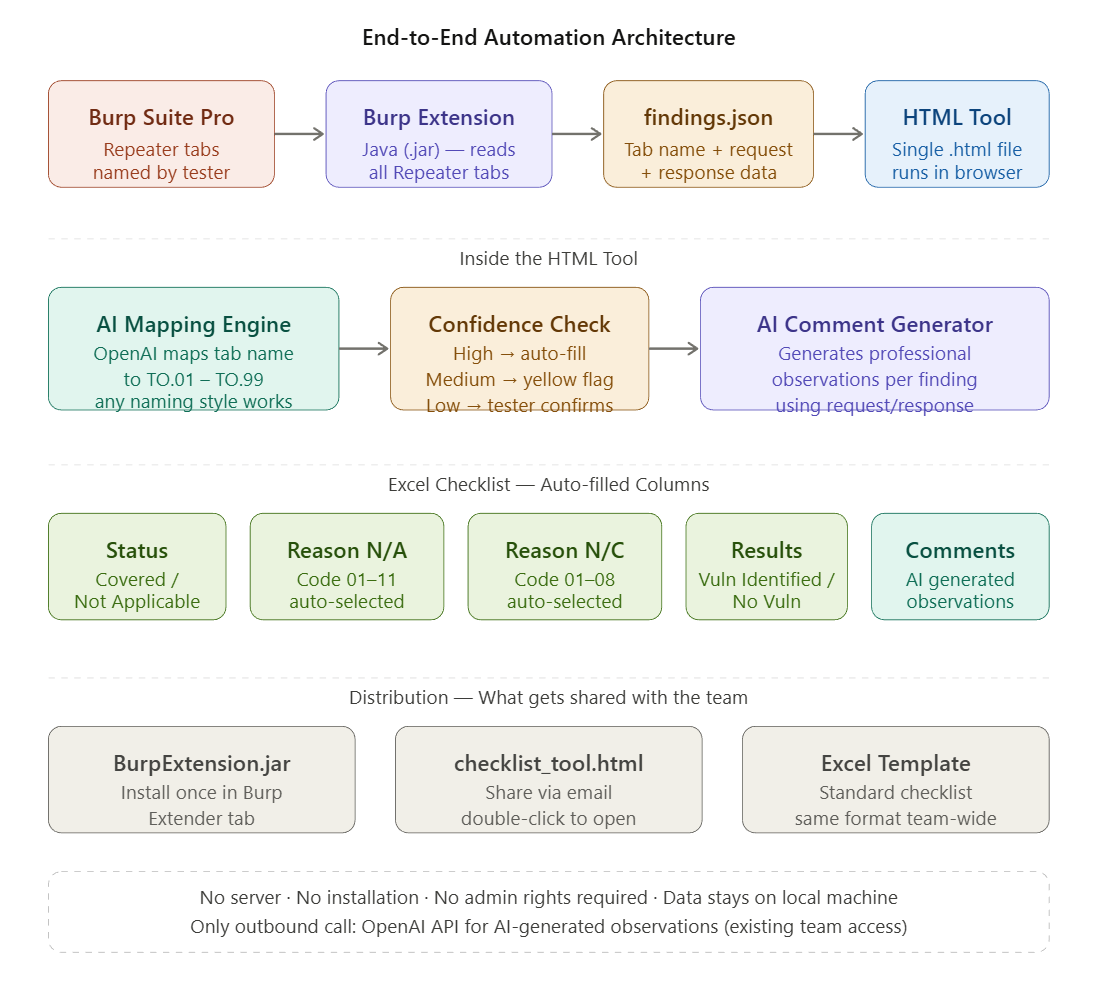 End-to-End Automation Architecture
Burp Suite Pro
Repeater tabs
named by tester
Burp Extension
Java (.jar) — reads
all Repeater tabs
findings.json
Tab name + request
+ response data
HTML Tool
Single .html file
runs in browser
Inside the HTML Tool
AI Mapping Engine
OpenAI maps tab name
to TO.01 – TO.99
any naming style works
Confidence Check
High → auto-fill
Medium → yellow flag
Low → tester confirms
AI Comment Generator
Generates professional
observations per finding
using request/response
Excel Checklist — Auto-filled Columns
Status
Covered /
Not Applicable
Reason N/A
Code 01–11
auto-selected
Reason N/C
Code 01–08
auto-selected
Results
Vuln Identified /
No Vuln
Comments
AI generated
observations
Distribution — What gets shared with the team
BurpExtension.jar
Install once in Burp
Extender tab
checklist_tool.html
Share via email
double-click to open
Excel Template
Standard checklist
same format team-wide
No server · No installation · No admin rights required · Data stays on local machine
Only outbound call: OpenAI API for AI-generated observations (existing team access)